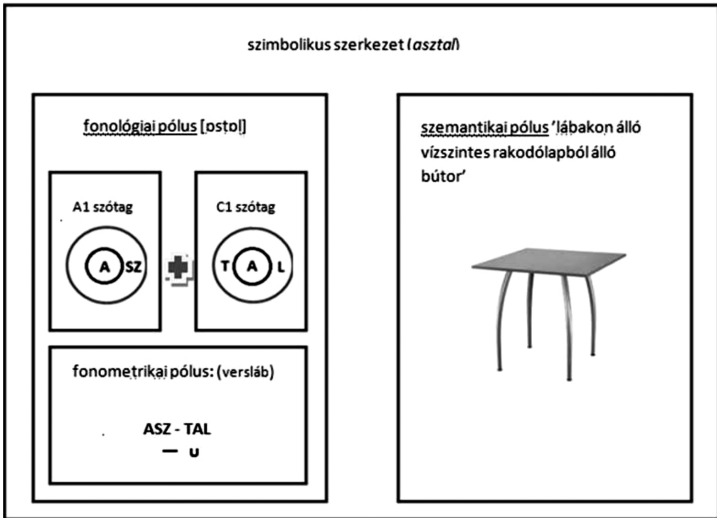 szimbolikus szerkezet (asztal)
fonológiai pólus [ɒstɒl]
A1 szótag
A SZ
C1 szótag
T A L
fonometrikai pólus: (versláb)
ASZ - TAL
— U
szemantikai pólus 'lábakon álló
vízszintes rakodólapból álló
bútor'